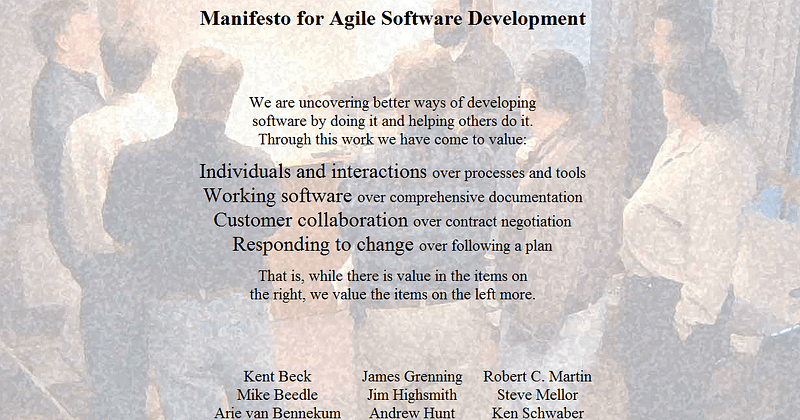 Manifesto for Agile Software Development
We are uncovering better ways of developing
software by doing it and helping others do it.
Through this work we have come to value:
Individuals and interactions over processes and tools
Working software over comprehensive documentation
Customer collaboration over contract negotiation
Responding to change over following a plan
That is, while there is value in the items on
the right, we value the items on the left more.
Kent Beck James Grenning Robert C. Martin
Mike Beedle Jim Highsmith Steve Mellor
Arie van Bennekum Andrew Hunt Ken Schwaber